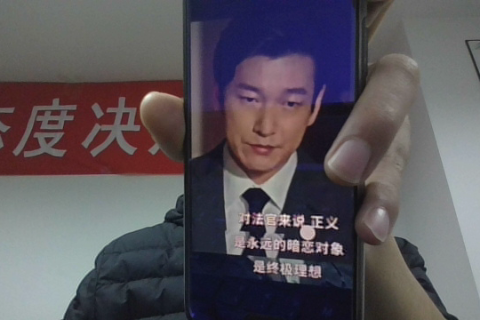 态度决
对法官来说 正义
是永远的暗恋对象
是终极理想